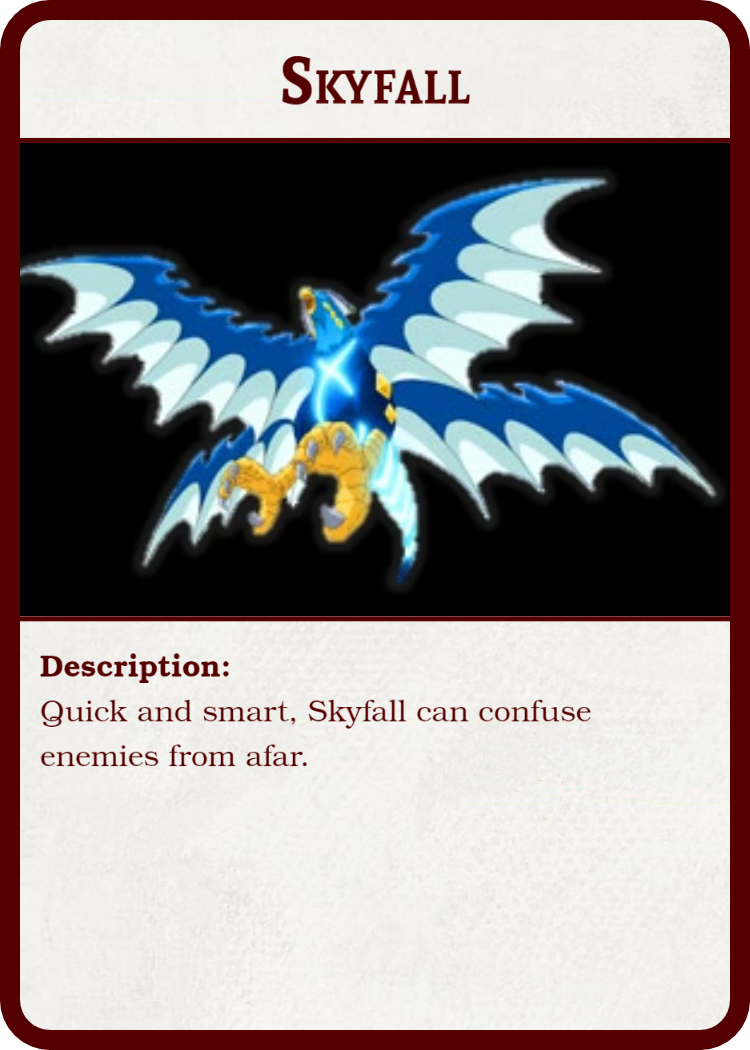 Skyfall
Description:
Quick and smart, Skyfall can confuse
enemies from afar.